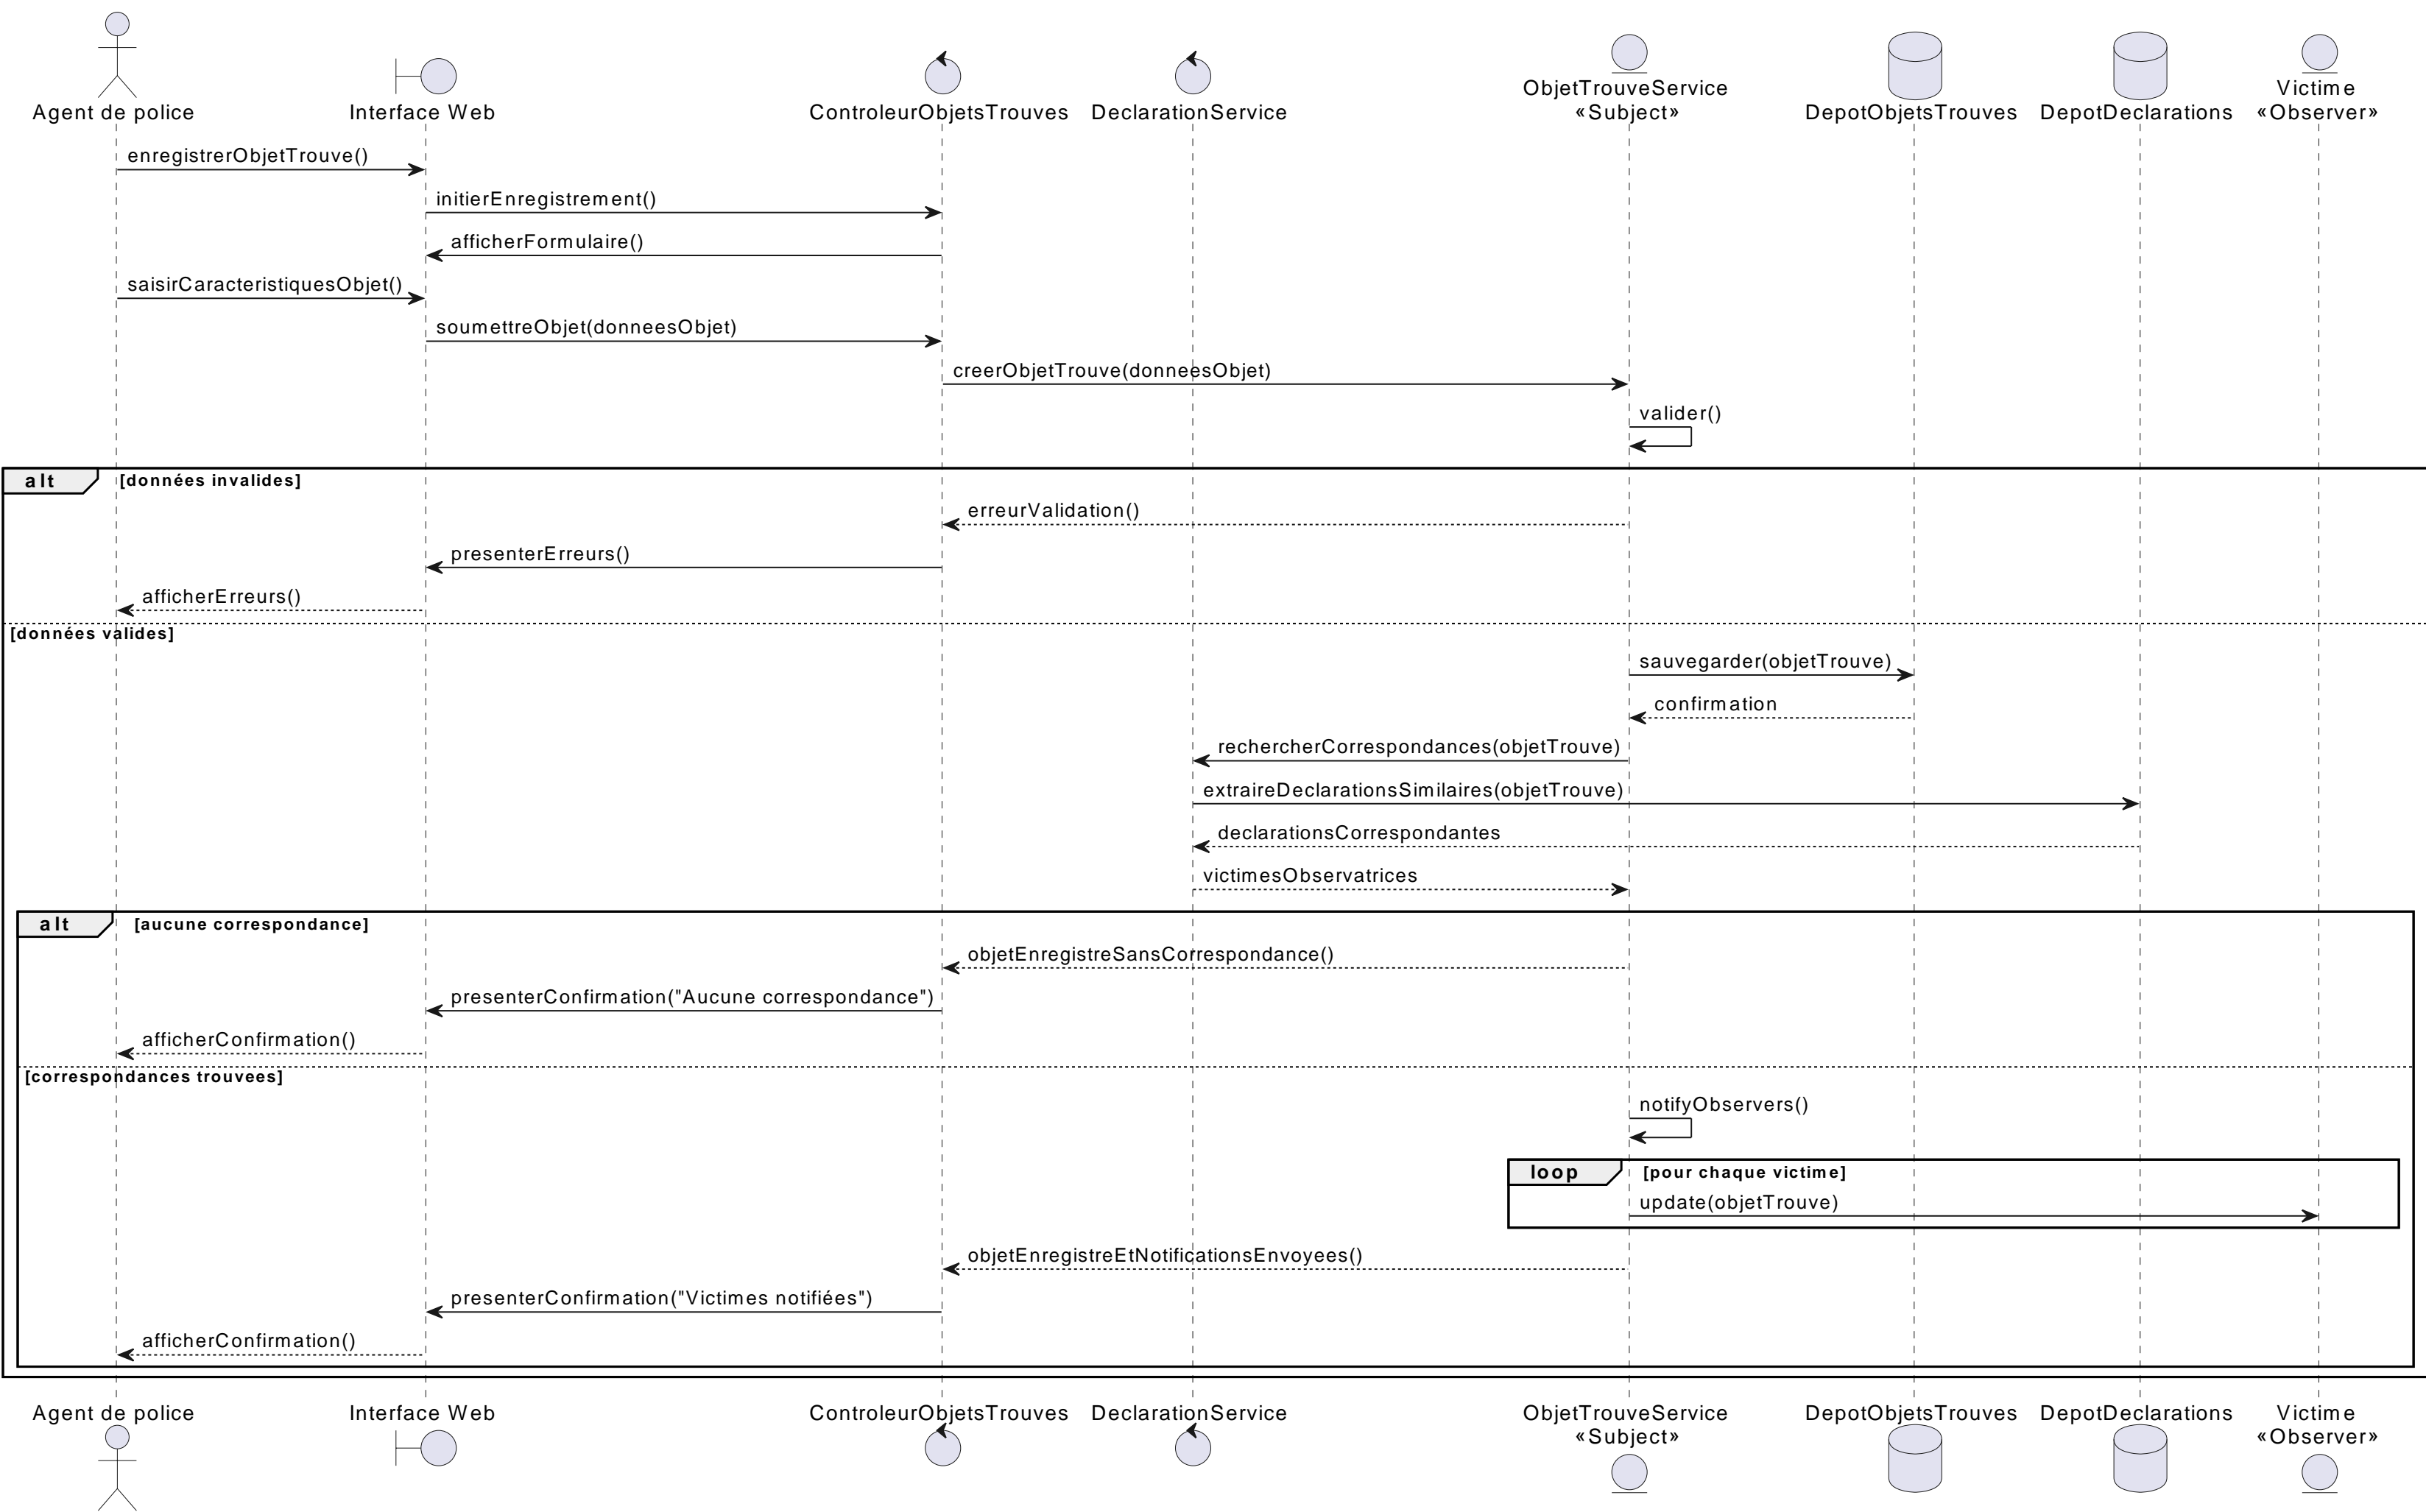 Agent de police
Interface Web
ControleurObjetsTrouves
DeclarationService
ObjetTrouveService
«Subject»
DepotObjetsTrouves
DepotDeclarations
Victime
«Observer»
enregistrerObjetTrouve()
initierEnregistrement()
afficherFormulaire()
saisirCaracteristiquesObjet()
soumettreObjet(donneesObjet)
creerObjetTrouve(donneesObjet)
valider()
alt [données invalides]
erreurValidation()
presenterErreurs()
afficherErreurs()
[données valides]
sauvegarder(objetTrouve)
confirmation
rechercherCorrespondances(objetTrouve)
extraireDeclarationsSimilaires(objetTrouve)
declarationsCorrespondantes
victimesObservatrices
alt [aucune correspondance]
objetEnregistreSansCorrespondance()
presenterConfirmation("Aucune correspondance")
afficherConfirmation()
[correspondances trouvees]
notifyObservers()
loop [pour chaque victime]
update(objetTrouve)
objetEnregistreEtNotificationsEnvoyees()
presenterConfirmation("Victimes notifiées")
afficherConfirmation()
Agent de police
Interface Web
ControleurObjetsTrouves
DeclarationService
ObjetTrouveService
«Subject»
DepotObjetsTrouves
DepotDeclarations
Victime
«Observer»